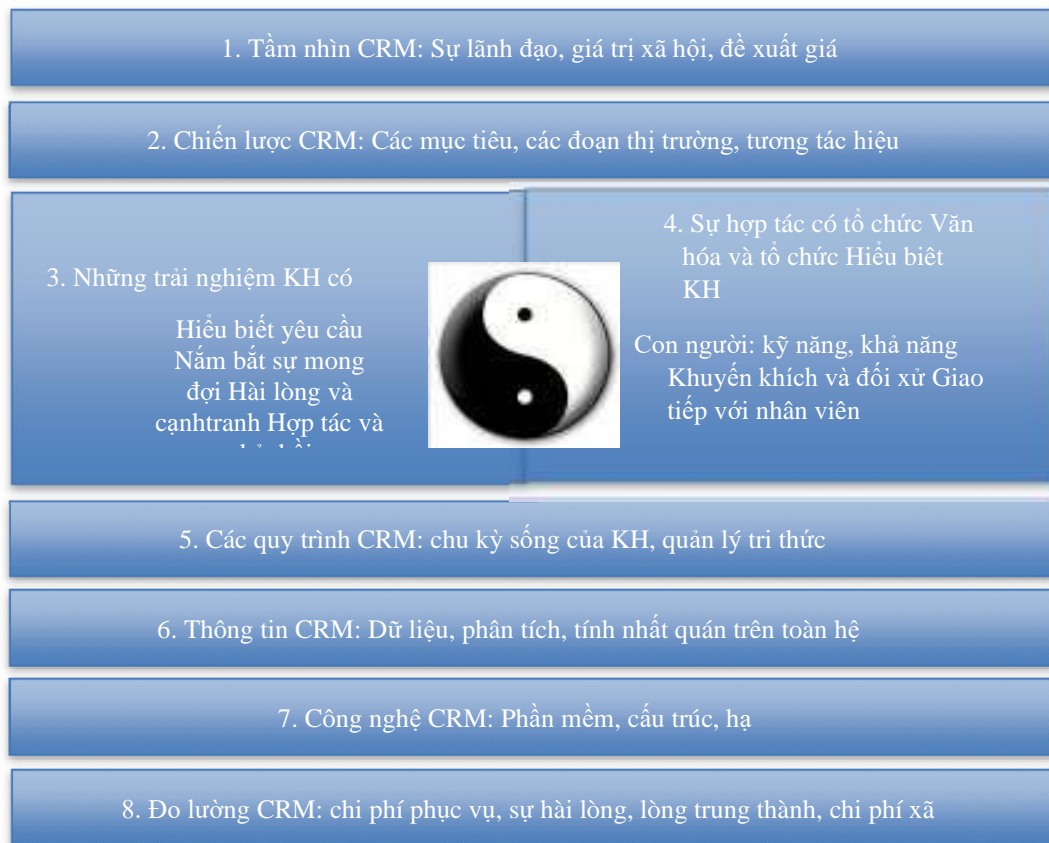 1. Tầm nhìn CRM: Sự lãnh đạo, giá trị xã hội, đề xuất giá
2. Chiến lược CRM: Các mục tiêu, các đoạn thị trường, tương tác hiệu
3. Những trải nghiệm KH có
Hiểu biết yêu cầu
Nắm bắt sự mong
đợi Hài lòng và
cạnhtranh Hợp tác và
4. Sự hợp tác có tổ chức Văn
hóa và tổ chức Hiểu biêt
KH
Con người: kỹ năng, khả năng
Khuyến khích và đối xử Giao
tiếp với nhân viên
5. Các quy trình CRM: chu kỳ sống của KH, quản lý tri thức
6. Thông tin CRM: Dữ liệu, phân tích, tính nhất quán trên toàn hệ
7. Công nghệ CRM: Phần mềm, cấu trúc, hạ
8. Đo lường CRM: chi phí phục vụ, sự hài lòng, lòng trung thành, chi phí xã